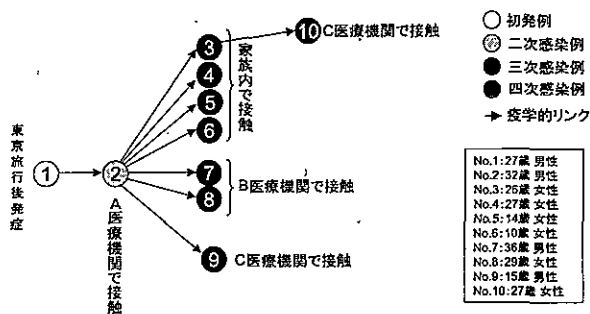 東京旅行後発症
1
2
A医療機関で接触
3
4
5
6
家族内で接触
7
8
B医療機関で接触
9
C医療機関で接触
10
C医療機関で接触
初発例
二次感染例
三次感染例
四次感染例
疫学的リンク
No.1:27歳 男性
No.2:32歳 男性
No.3:26歳 女性
No.4:27歳 女性
No.5:14歳 女性
No.6:10歳 女性
No.7:36歳 男性
No.8:29歳 女性
No.9:15歳 男性
No.10:27歳 女性